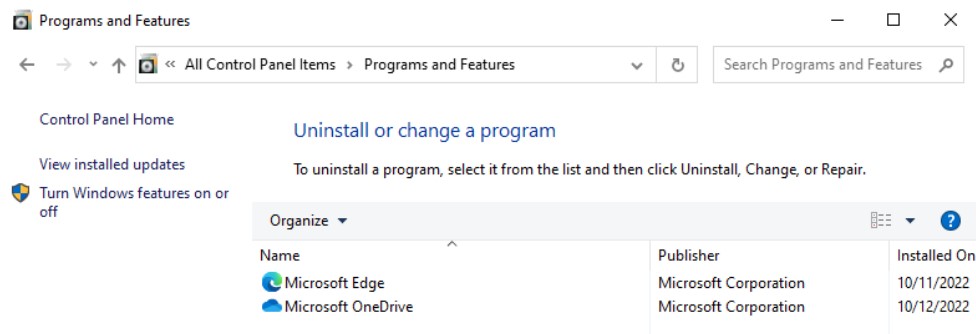 Programs and Features
« All Control Panel Items › Programs and Features
Search Programs and Features
Control Panel Home
View installed updates
Turn Windows features on or
off
Uninstall or change a program
To uninstall a program, select it from the list and then click Uninstall, Change, or Repair.
Organize
Name Publisher Installed On
Microsoft Edge Microsoft Corporation 10/11/2022
Microsoft OneDrive Microsoft Corporation 10/12/2022